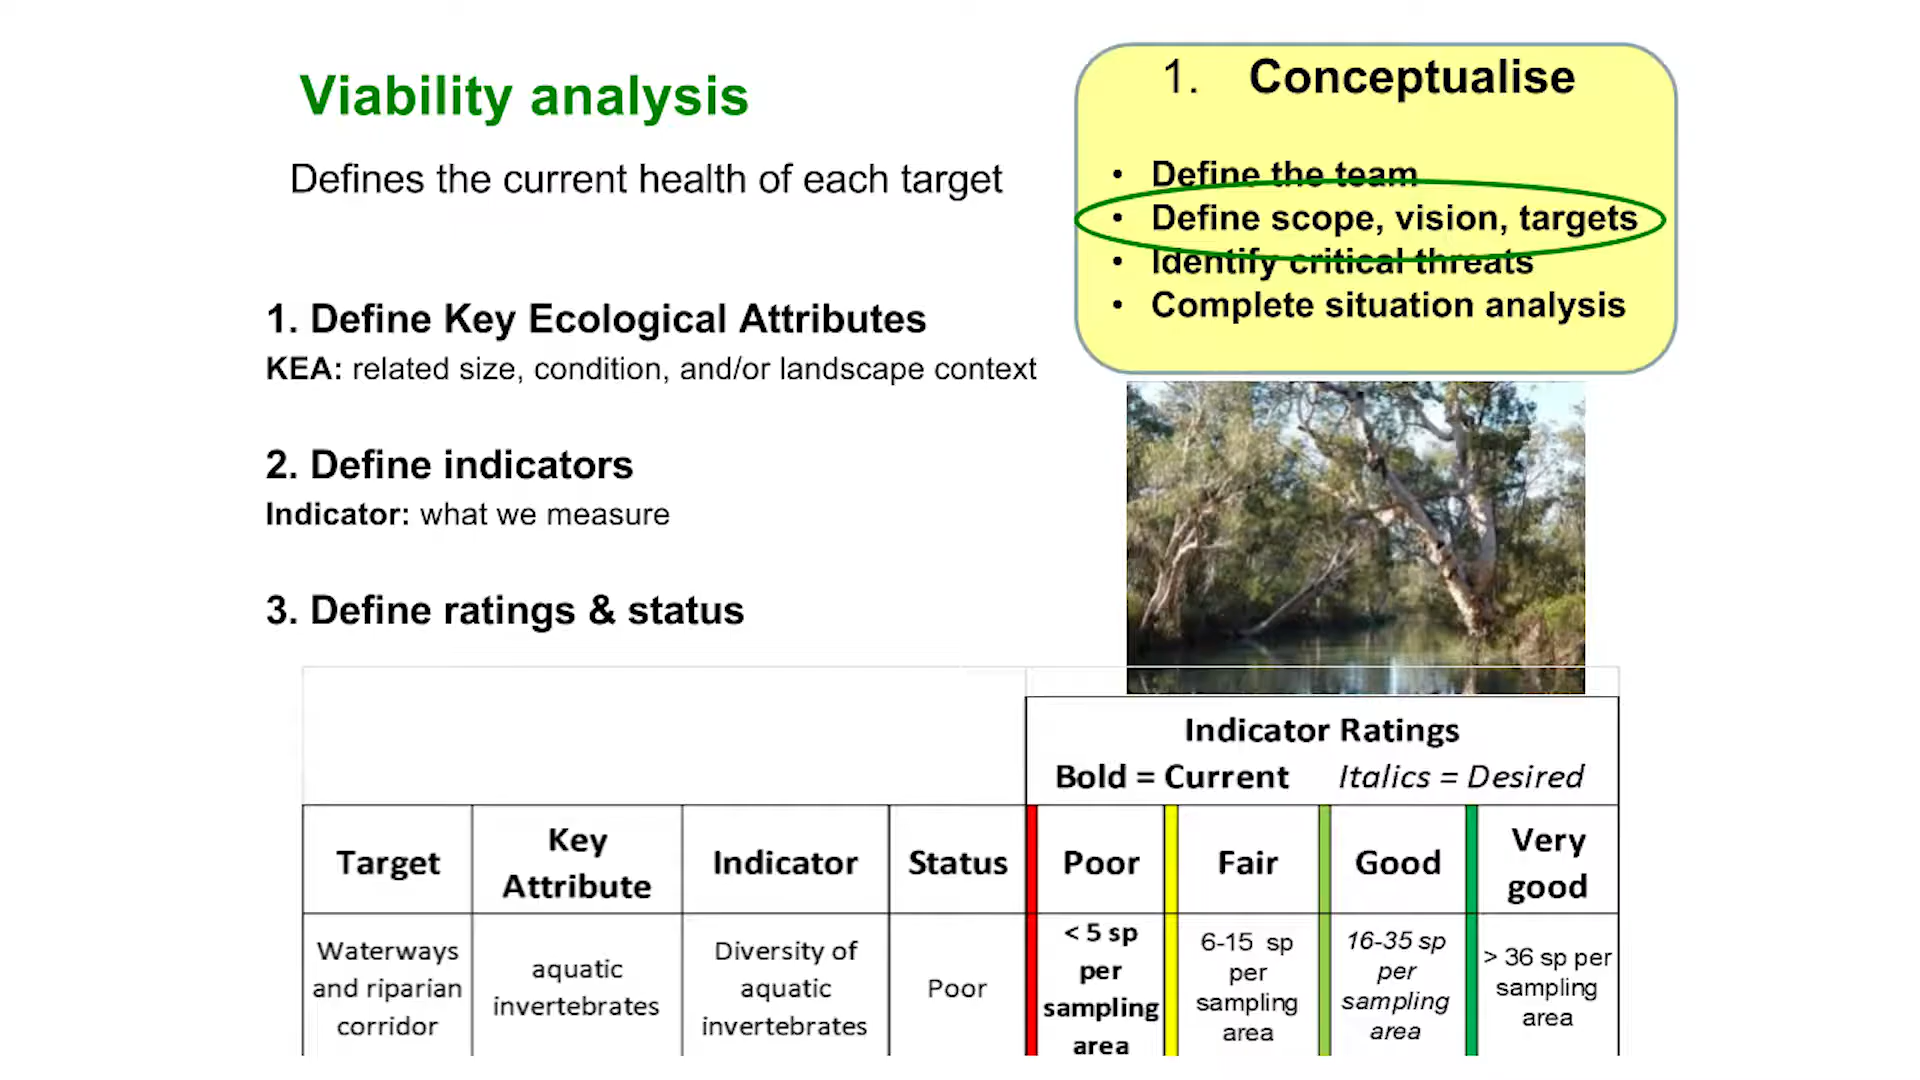 Viability analysis
Defines the current health of each target
1. Define Key Ecological Attributes
KEA: related size, condition, and/or landscape context
2. Define indicators
Indicator: what we measure
3. Define ratings & status
1. Conceptualise
• Define the team
• Define scope, vision, targets
• Identify critical threats
• Complete situation analysis
Indicator Ratings
Bold = Current Italics = Desired
Target
Key
Attribute
Indicator
Status
Poor
Fair
Good
Very
good
Waterways
and riparian
corridor
aquatic
invertebrates
Diversity of
aquatic
invertebrates
Poor
< 5 sp
per
sampling
area
6-15 sp
per
sampling
area
16-35 sp
per
sampling
area
> 36 sp per
sampling
area